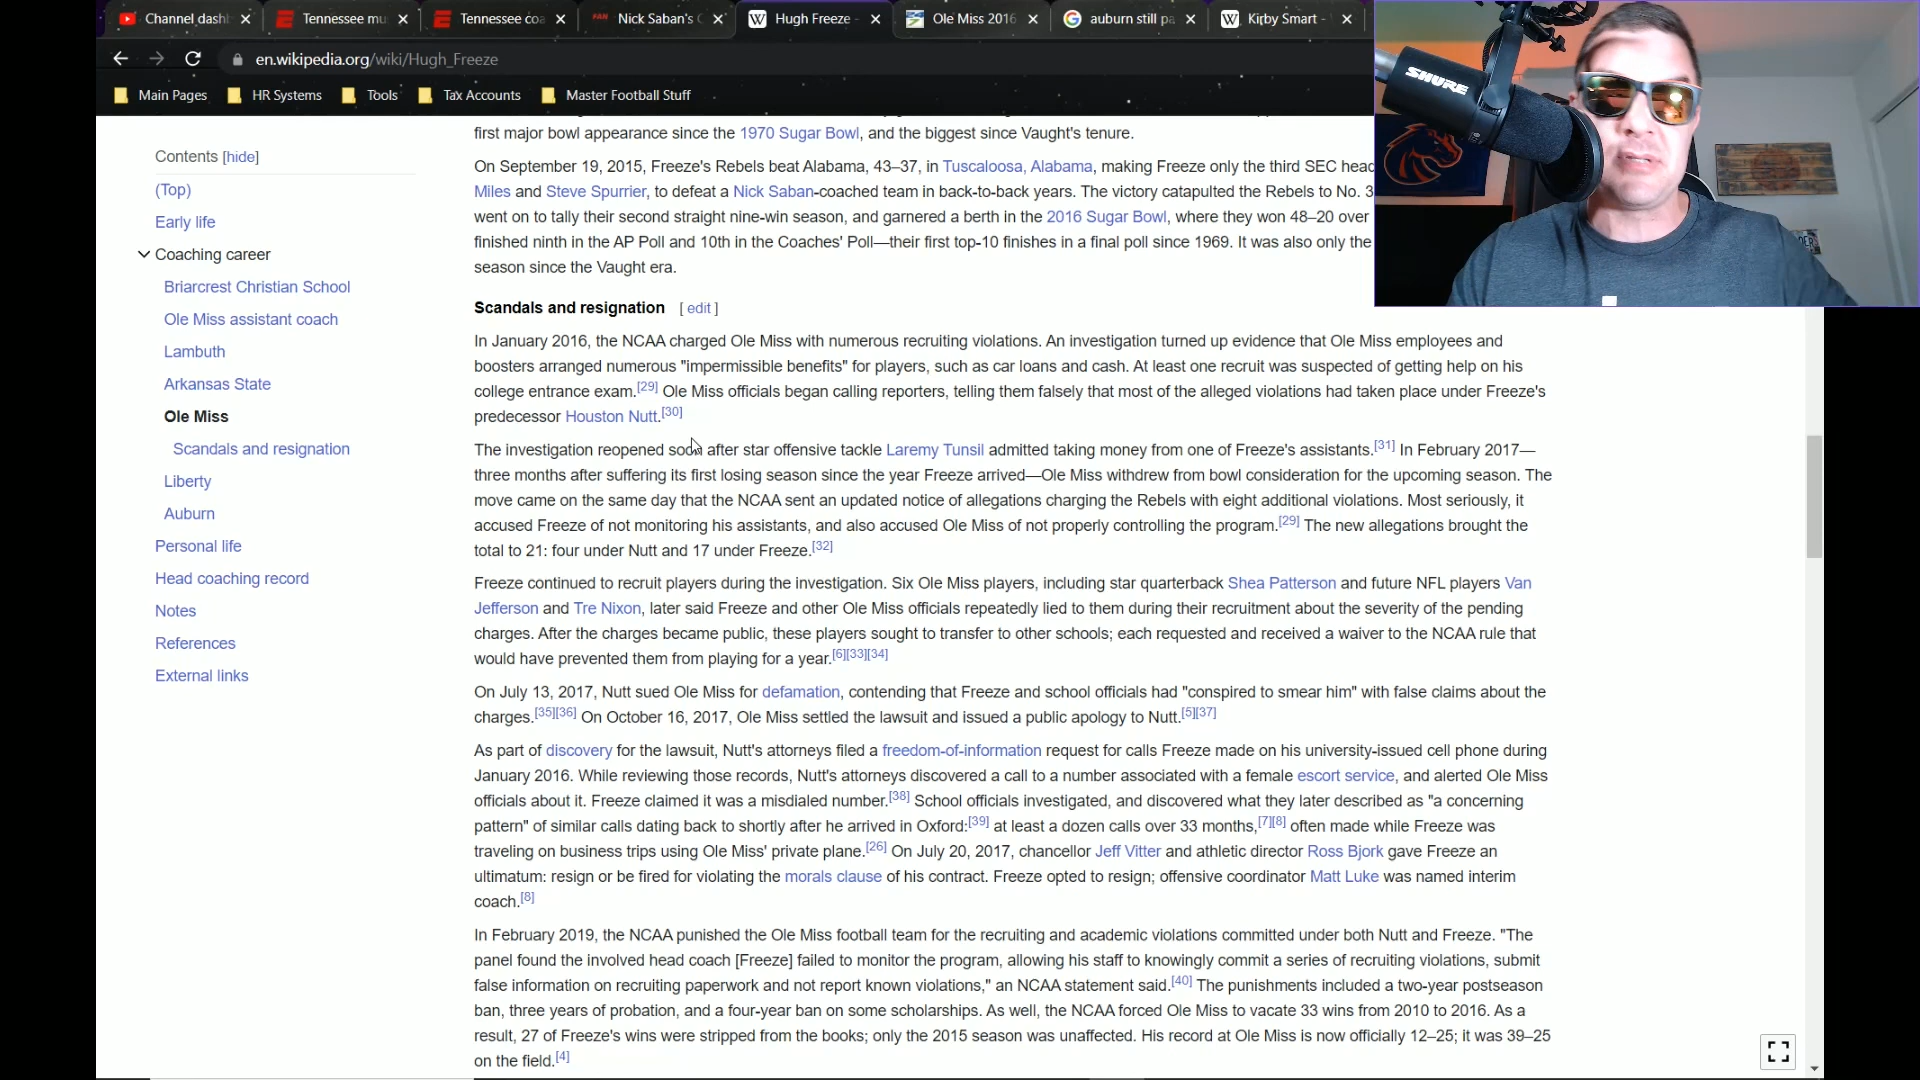 Channel dash
Tennessee mu
Tennessee coa
FAN
Nick Saban's C
Hugh Freeze -
Ole Miss 2016
auburn still pa
Kirby Smart -
en.wikipedia.org/wiki/Hugh_Freeze
Main Pages
HR Systems
Tools
Tax Accounts
Master Football Stuff
SHURE
Contents [hide]
(Top)
Early life
Coaching career
Briarcrest Christian School
Ole Miss assistant coach
Lambuth
Arkansas State
Ole Miss
Scandals and resignation
Liberty
Auburn
Personal life
Head coaching record
Notes
References
External links
first major bowl appearance since the 1970 Sugar Bowl, and the biggest since Vaught's tenure.
On September 19, 2015, Freeze's Rebels beat Alabama, 43–37, in Tuscaloosa, Alabama, making Freeze only the third SEC head
Miles and Steve Spurrier, to defeat a Nick Saban-coached team in back-to-back years. The victory catapulted the Rebels to No. 3
went on to tally their second straight nine-win season, and garnered a berth in the 2016 Sugar Bowl, where they won 48–20 over
finished ninth in the AP Poll and 10th in the Coaches' Poll—their first top-10 finishes in a final poll since 1969. It was also only the
season since the Vaught era.
Scandals and resignation [ edit ]
In January 2016, the NCAA charged Ole Miss with numerous recruiting violations. An investigation turned up evidence that Ole Miss employees and
boosters arranged numerous "impermissible benefits" for players, such as car loans and cash. At least one recruit was suspected of getting help on his
college entrance exam.[29] Ole Miss officials began calling reporters, telling them falsely that most of the alleged violations had taken place under Freeze's
predecessor Houston Nutt.[30]
The investigation reopened soon after star offensive tackle Laremy Tunsil admitted taking money from one of Freeze's assistants.[31] In February 2017—
three months after suffering its first losing season since the year Freeze arrived—Ole Miss withdrew from bowl consideration for the upcoming season. The
move came on the same day that the NCAA sent an updated notice of allegations charging the Rebels with eight additional violations. Most seriously, it
accused Freeze of not monitoring his assistants, and also accused Ole Miss of not properly controlling the program.[29] The new allegations brought the
total to 21: four under Nutt and 17 under Freeze.[32]
Freeze continued to recruit players during the investigation. Six Ole Miss players, including star quarterback Shea Patterson and future NFL players Van
Jefferson and Tre Nixon, later said Freeze and other Ole Miss officials repeatedly lied to them during their recruitment about the severity of the pending
charges. After the charges became public, these players sought to transfer to other schools; each requested and received a waiver to the NCAA rule that
would have prevented them from playing for a year.[6][33][34]
On July 13, 2017, Nutt sued Ole Miss for defamation, contending that Freeze and school officials had "conspired to smear him" with false claims about the
charges.[35][36] On October 16, 2017, Ole Miss settled the lawsuit and issued a public apology to Nutt.[5][37]
As part of discovery for the lawsuit, Nutt's attorneys filed a freedom-of-information request for calls Freeze made on his university-issued cell phone during
January 2016. While reviewing those records, Nutt's attorneys discovered a call to a number associated with a female escort service, and alerted Ole Miss
officials about it. Freeze claimed it was a misdialed number.[38] School officials investigated, and discovered what they later described as "a concerning
pattern" of similar calls dating back to shortly after he arrived in Oxford:[39] at least a dozen calls over 33 months,[7][8] often made while Freeze was
traveling on business trips using Ole Miss' private plane.[26] On July 20, 2017, chancellor Jeff Vitter and athletic director Ross Bjork gave Freeze an
ultimatum: resign or be fired for violating the morals clause of his contract. Freeze opted to resign; offensive coordinator Matt Luke was named interim
coach.[8]
In February 2019, the NCAA punished the Ole Miss football team for the recruiting and academic violations committed under both Nutt and Freeze. "The
panel found the involved head coach [Freeze] failed to monitor the program, allowing his staff to knowingly commit a series of recruiting violations, submit
false information on recruiting paperwork and not report known violations," an NCAA statement said.[40] The punishments included a two-year postseason
ban, three years of probation, and a four-year ban on some scholarships. As well, the NCAA forced Ole Miss to vacate 33 wins from 2010 to 2016. As a
result, 27 of Freeze's wins were stripped from the books; only the 2015 season was unaffected. His record at Ole Miss is now officially 12–25; it was 39–25
on the field.[4]